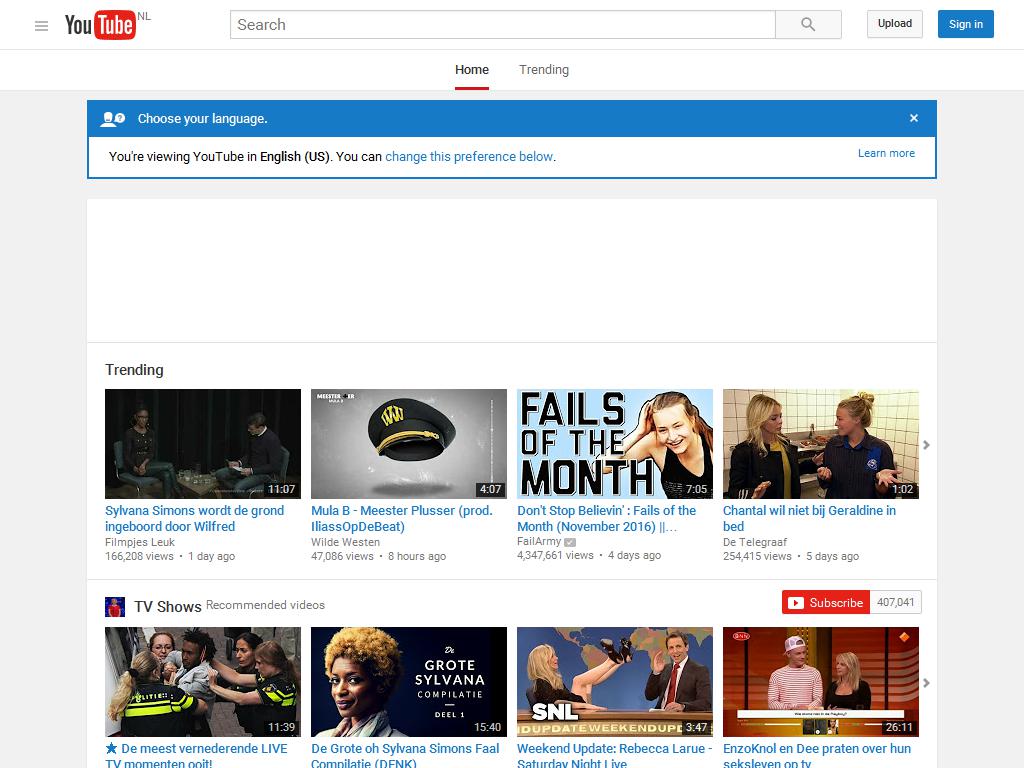 YouTube NL
Search
Upload
Sign in
Home
Trending
Choose your language.
×
You're viewing YouTube in English (US). You can change this preference below.
Learn more
Trending
11:07
MEESTER
MULA B
4:07
FAILS
OF THE
MONTH
7:05
1:02
Sylvana Simons wordt de grond
ingeboord door Wilfred
Filmpjes Leuk
166,208 views • 1 day ago
Mula B - Meester Plusser (prod.
IliassOpDeBeat)
Wilde Westen
47,086 views • 8 hours ago
Don't Stop Believin' : Fails of the
Month (November 2016) ||...
FailArmy
4,347,661 views • 4 days ago
Chantal wil niet bij Geraldine in
bed
De Telegraaf
254,415 views • 5 days ago
TV Shows Recommended videos
Subscribe 407,041
POLITIE
11:39
De
GROTE
SYLVANA
COMPILATIE
DEEL 1
15:40
SNL
NDUPDATEWEEKENDUPD
3:47
BNN
26:11
★ De meest vernederende LIVE
TV momenten ooit!
De Grote oh Sylvana Simons Faal
Compilatie (DENK)
Weekend Update: Rebecca Larue -
Saturday Night Live
EnzoKnol en Dee praten over hun
seksleven op tv